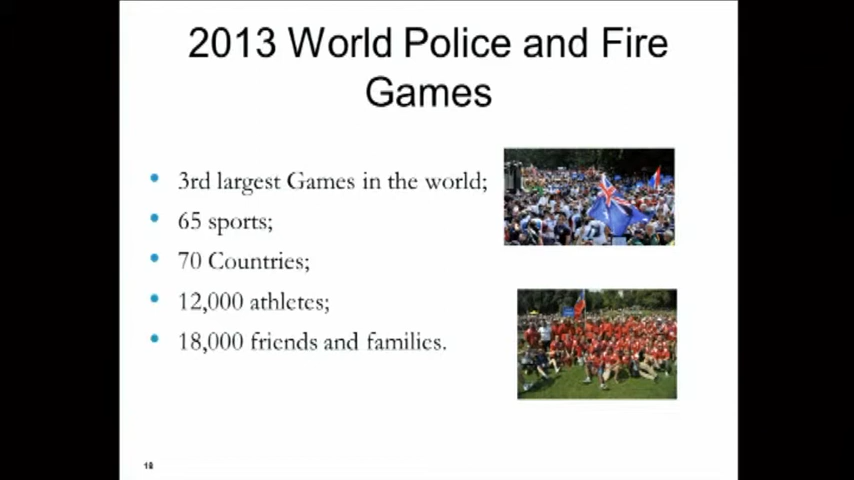 2013 World Police and Fire
Games
• 3rd largest Games in the world;
• 65 sports;
• 70 Countries;
• 12,000 athletes;
• 18,000 friends and families.
18